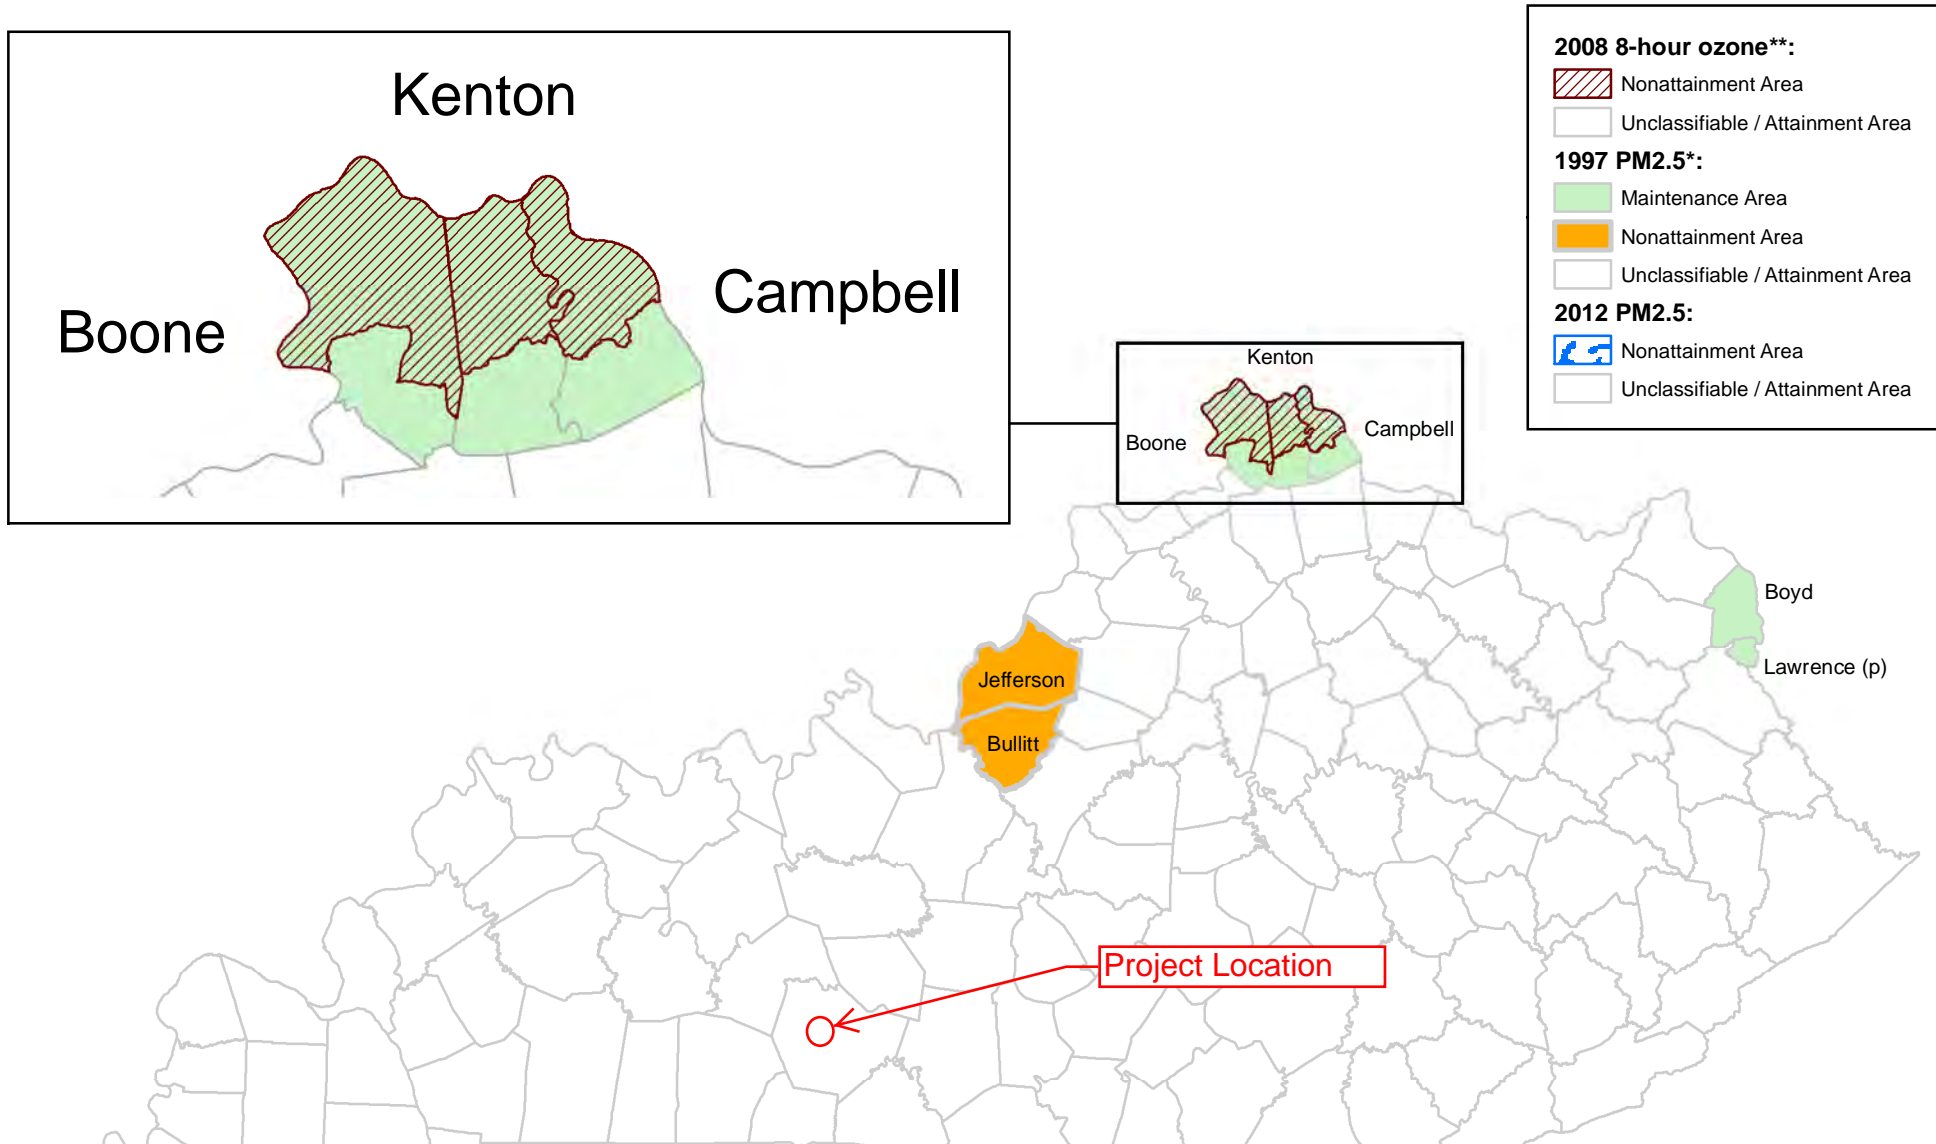 Kenton
Boone
Campbell
2008 8-hour ozone**:
Nonattainment Area
Unclassifiable / Attainment Area
1997 PM2.5*:
Maintenance Area
Nonattainment Area
Unclassifiable / Attainment Area
2012 PM2.5:
Nonattainment Area
Unclassifiable / Attainment Area
Kenton
Boone
Campbell
Boyd
Lawrence (p)
Jefferson
Bullitt
Project Location